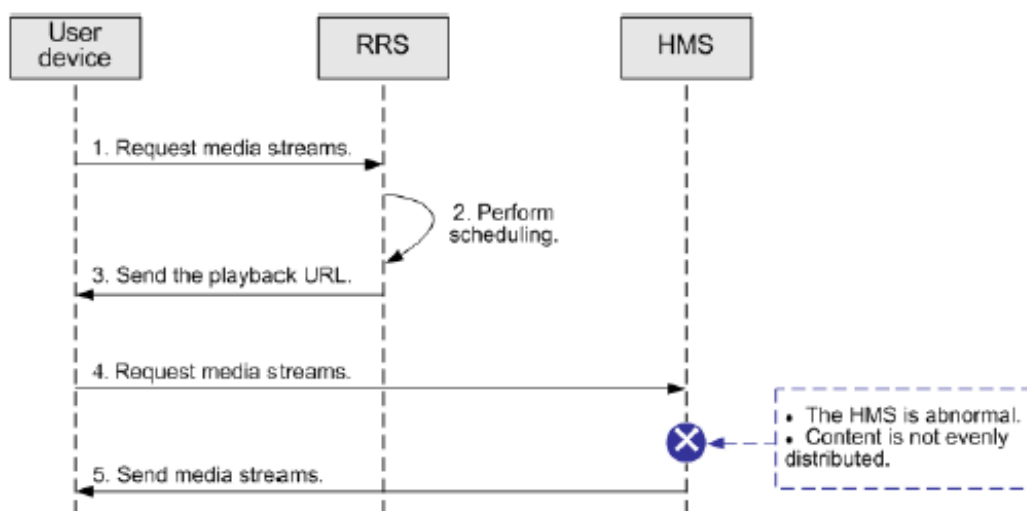 User
device
RRS
HMS
1. Request media streams.
2. Perform
scheduling.
3. Send the playback URL.
4. Request media streams.
• The HMS is abnormal.
• Content is not evenly
distributed.
5. Send media streams.